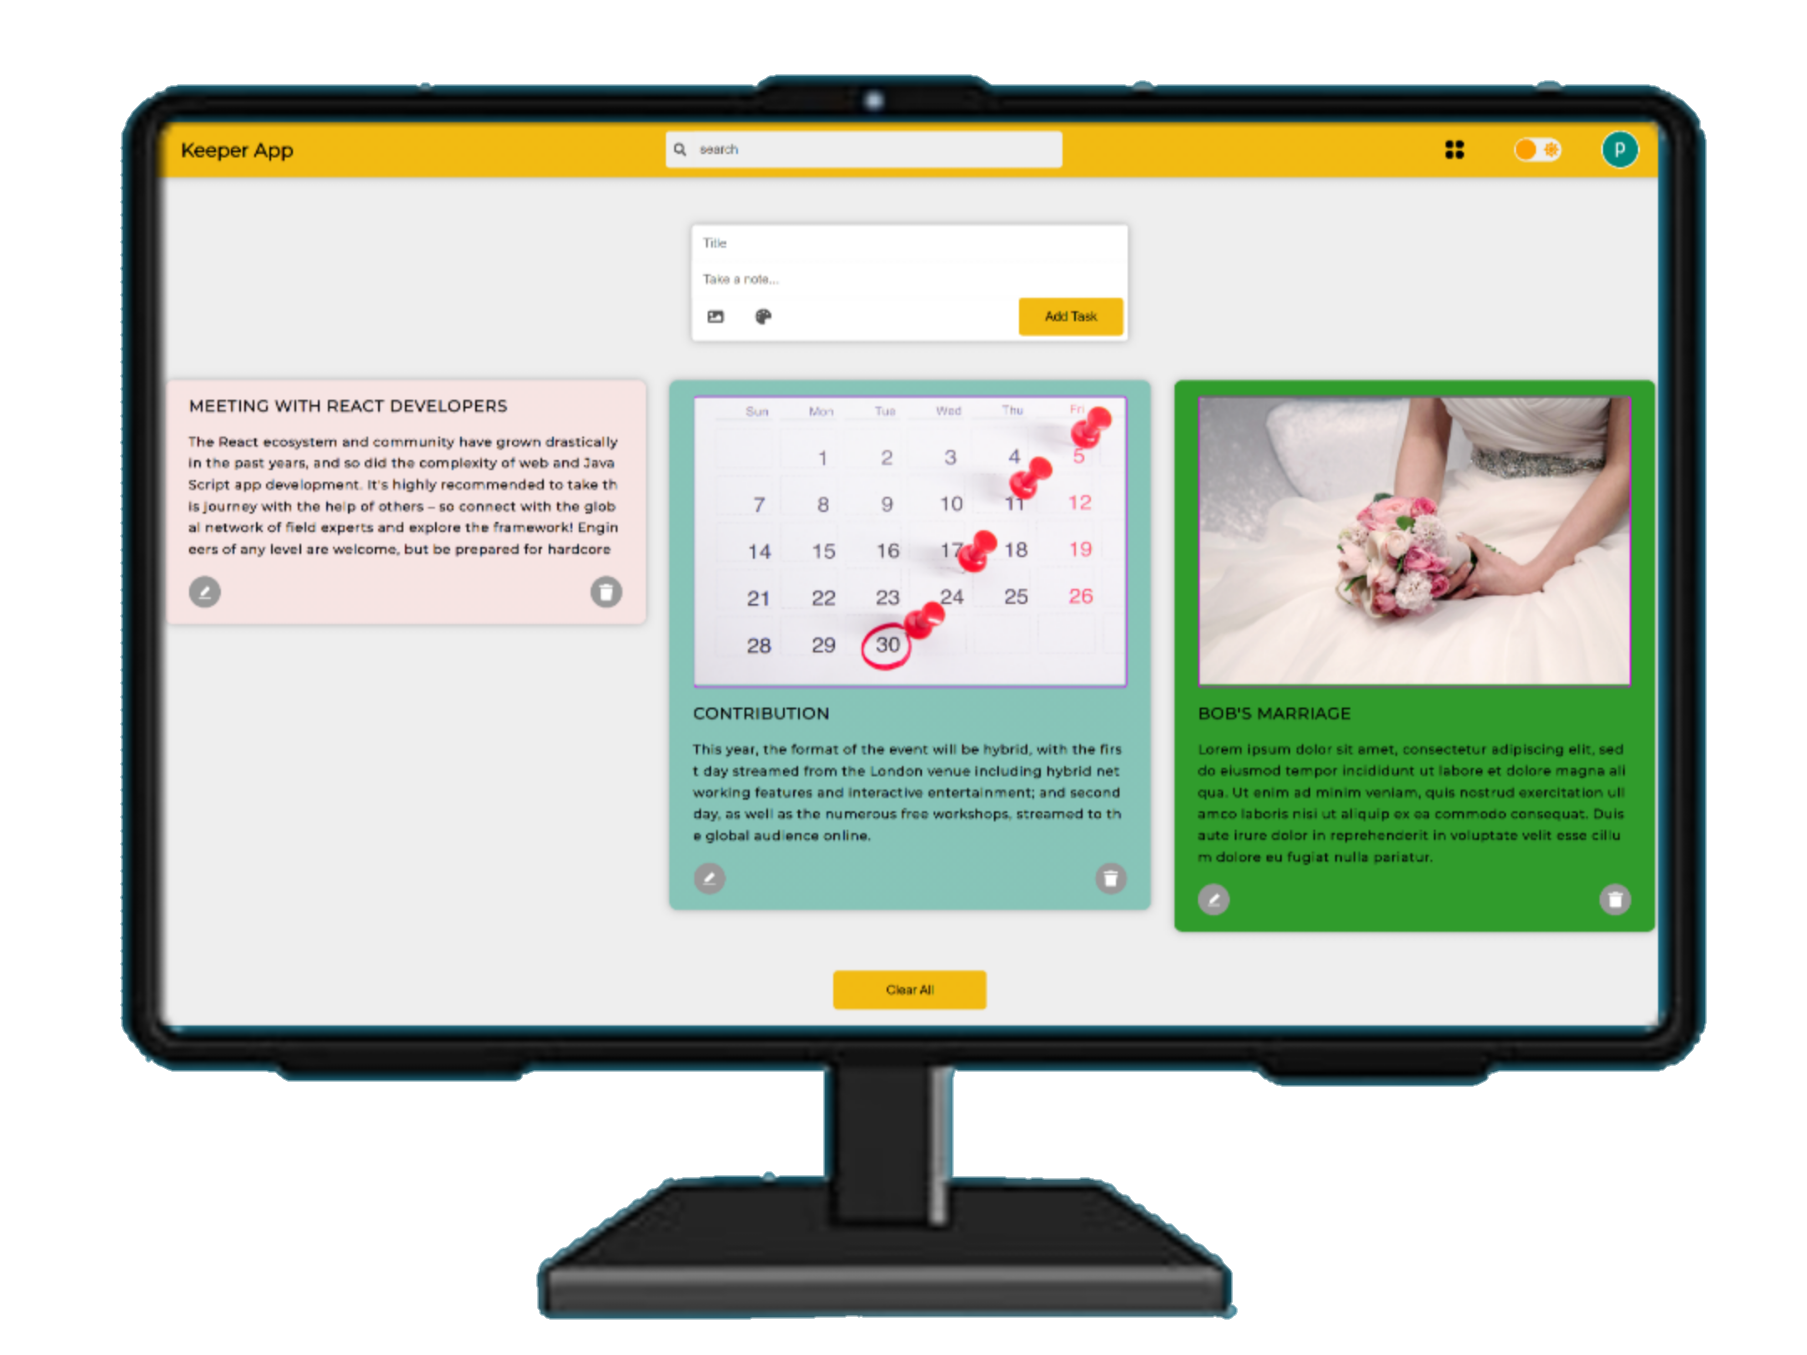 Keeper App
search
P
Title
Take a note...
Add Task
MEETING WITH REACT DEVELOPERS
The React ecosystem and community have grown drastically
in the past years, and so did the complexity of web and Java
Script app development. It's highly recommended to take th
is journey with the help of others – so connect with the glob
al network of field experts and explore the framework! Engin
eers of any level are welcome, but be prepared for hardcore
Sun Mon Tue Wed Thu Fri
1 2 3 4 5
7 8 9 10 11 12
14 15 16 17 18 19
21 22 23 24 25 26
28 29 30
CONTRIBUTION
This year, the format of the event will be hybrid, with the firs
t day streamed from the London venue including hybrid net
working features and interactive entertainment; and second
day, as well as the numerous free workshops, streamed to th
e global audience online.
BOB'S MARRIAGE
Lorem ipsum dolor sit amet, consectetur adipiscing elit, sed
do eiusmod tempor incididunt ut labore et dolore magna ali
qua. Ut enim ad minim veniam, quis nostrud exercitation ull
amco laboris nisi ut aliquip ex ea commodo consequat. Duis
aute irure dolor in reprehenderit in voluptate velit esse cillu
m dolore eu fugiat nulla pariatur.
Clear All